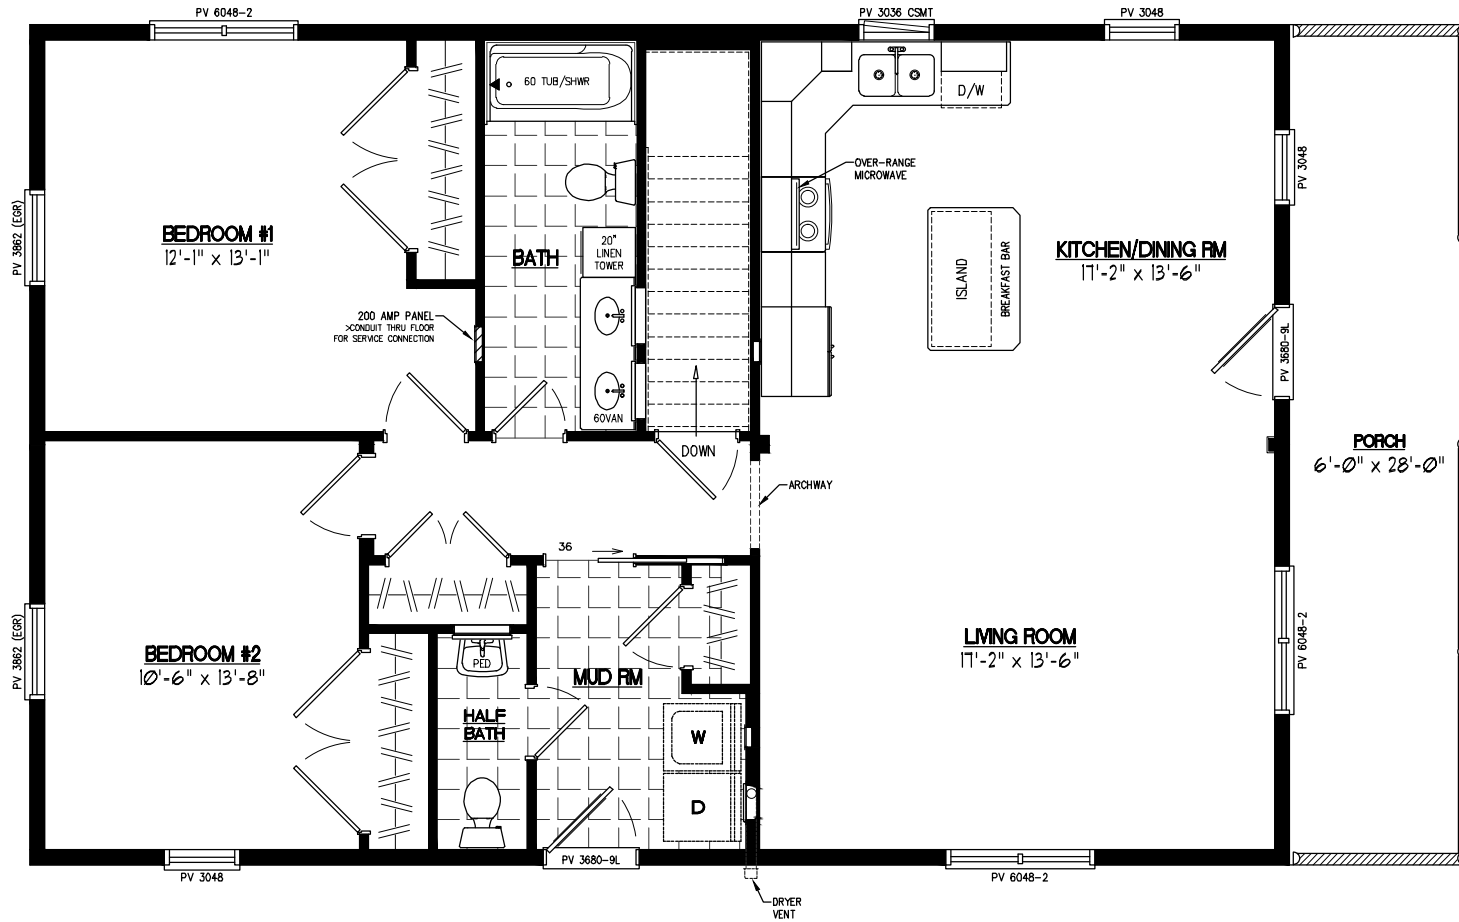 PV 6048-2
PV 3036 CSMT
PV 3048
60 TUB/SHWR
D/W
OVER-RANGE
MICROWAVE
PV 3048
PV 3862 (EGR)
BEDROOM #1
12'-1" x 13'-1"
BATH
20"
LINEN
TOWER
ISLAND
BREAKFAST BAR
KITCHEN/DINING RM
17'-2" x 13'-6"
200 AMP PANEL
>CONDUIT THRU FLOOR
FOR SERVICE CONNECTION
PV 3680-9L
60VAN
DOWN
PORCH
6'-0" x 28'-0"
ARCHWAY
36
PV 3862 (EGR)
BEDROOM #2
10'-6" x 13'-8"
PED
MUD RM
LIVING ROOM
17'-2" x 13'-6"
PV 6048-2
HALF
BATH
W
D
PV 3048
PV 3680-9L
PV 6048-2
DRYER
VENT